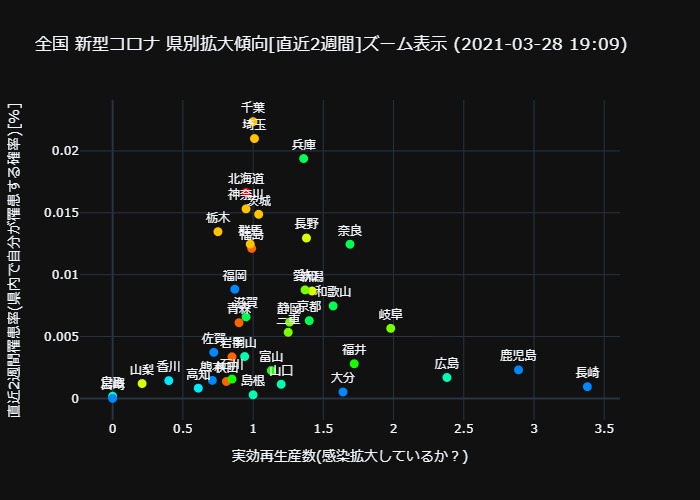 全国 新型コロナ 県別拡大傾向[直近2週間]ズーム表示 (2021-03-28 19:09)
直近2週間罹患率(県内で自分が罹患する確率)[%]
千葉
埼玉
兵庫
0.02
北海道
神奈川
茨城
0.015
栃木
長野
奈良
群馬
福島
0.01
福岡
愛知
和歌山
滋賀
青森
静岡
京都
三重
岐阜
0.005
佐賀
岩手
岡山
富山
福井
広島
鹿児島
長崎
山梨
香川
高知
熊本
秋田
石川
島根
山口
大分
宮崎
0
0
0.5
1
1.5
2
2.5
3
3.5
実効再生産数(感染拡大しているか？)